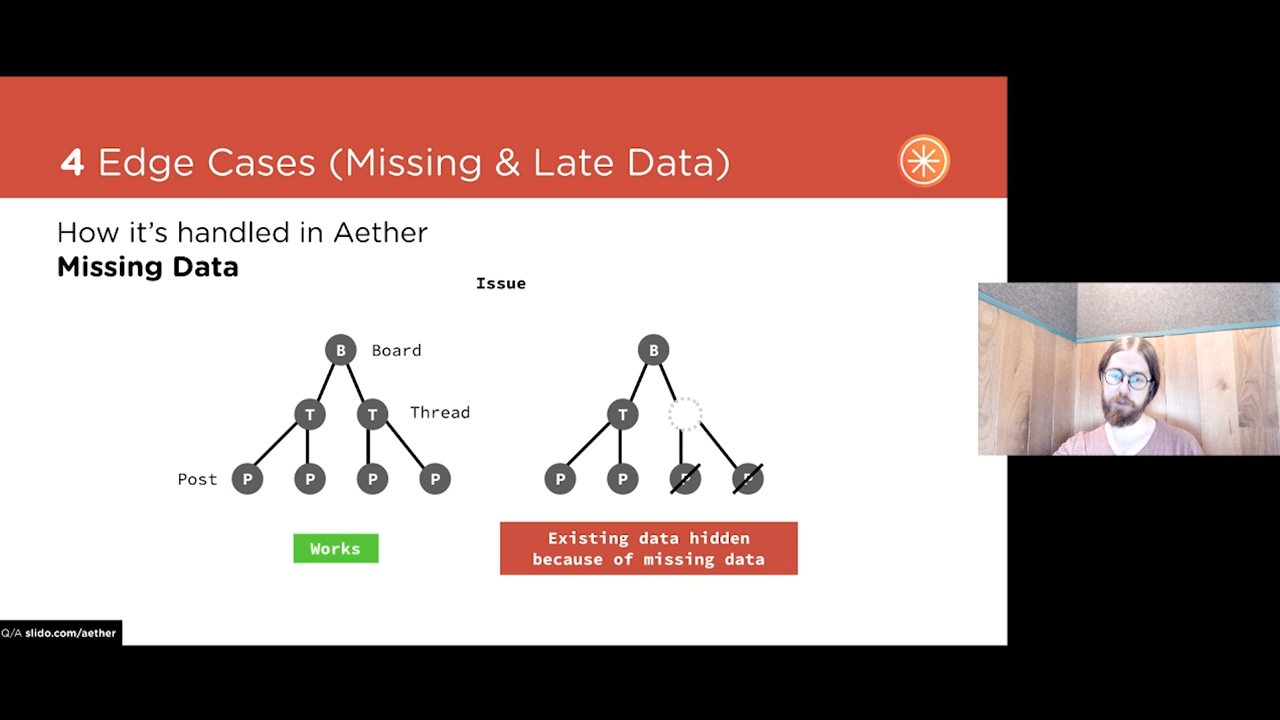 4 Edge Cases (Missing & Late Data)
How it's handled in Aether
Missing Data
Issue
B Board B
T T Thread T
Post P P P P P P P P
Works
Existing data hidden
because of missing data
Q/A slido.com/aether